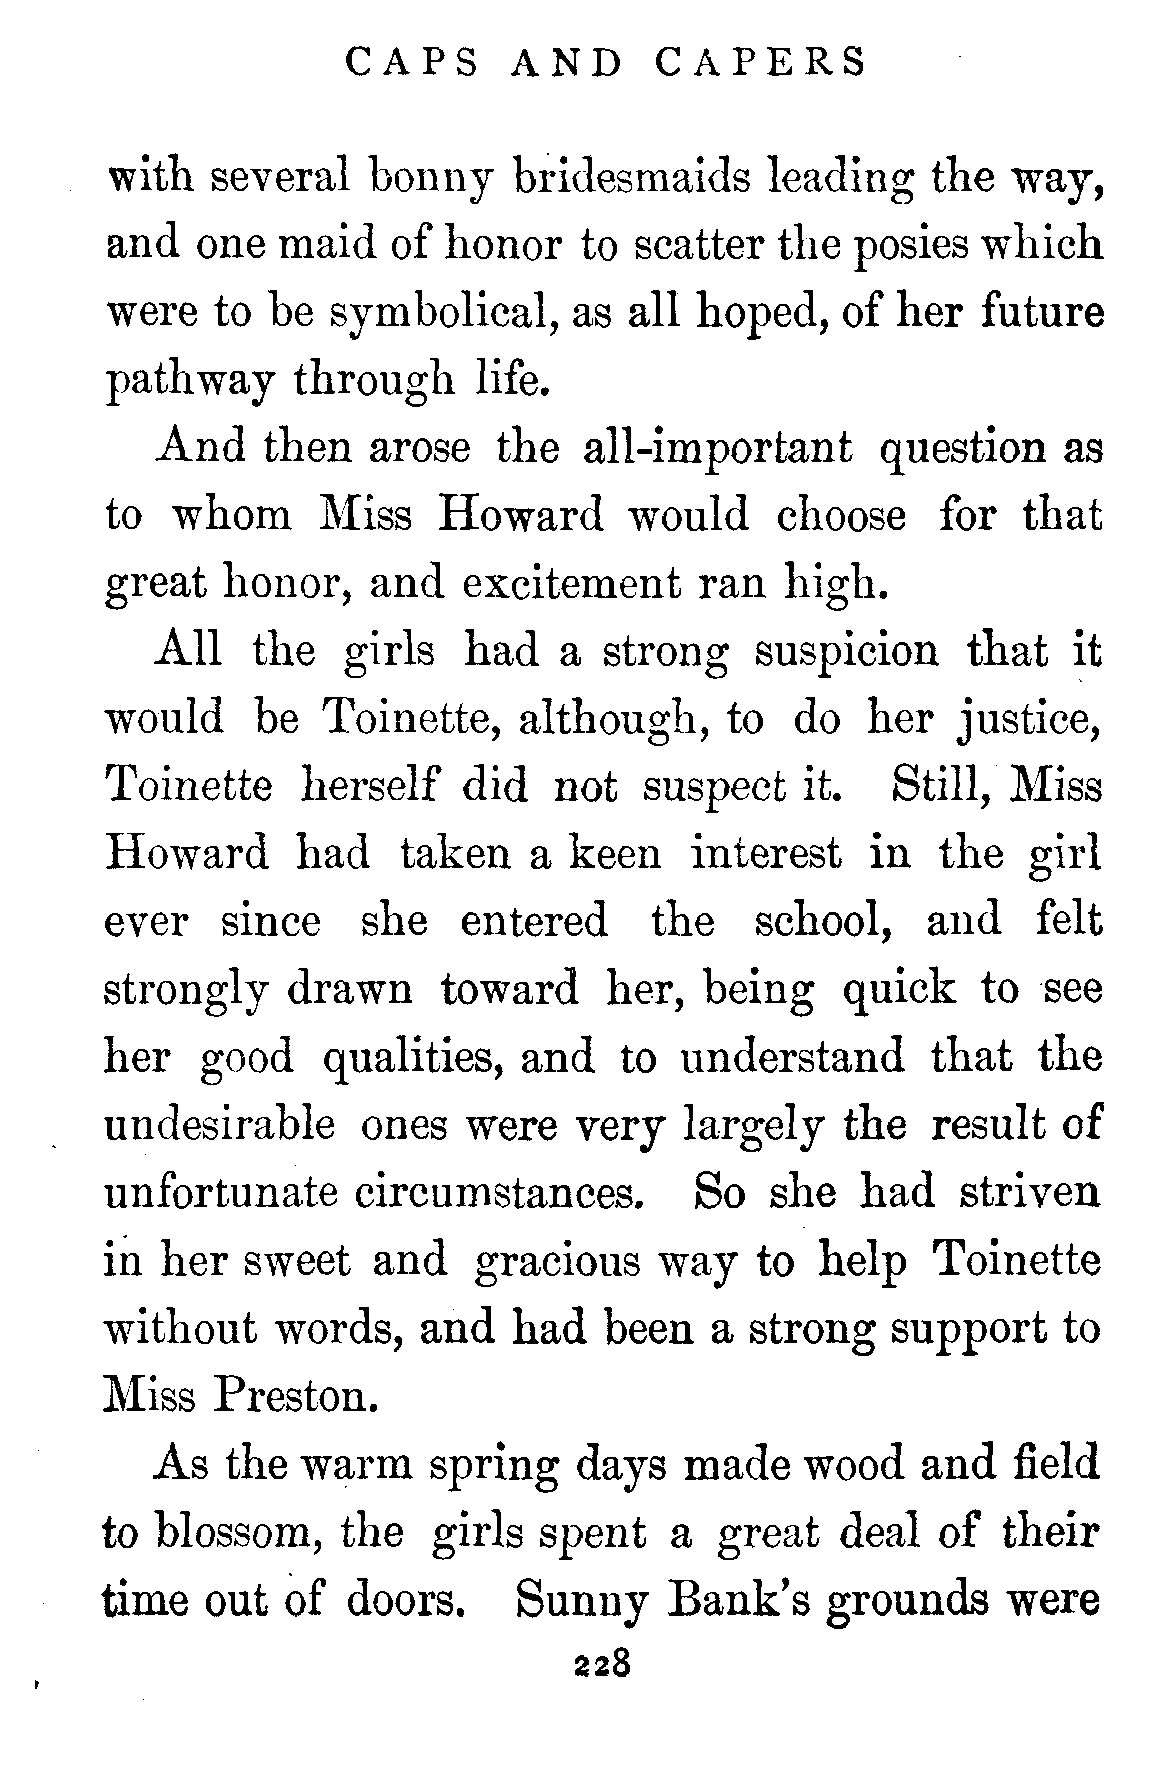 CAPS AND CAPERS
with several bonny bridesmaids leading the way,
and one maid of honor to scatter the posies which
were to be symbolical, as all hoped, of her future
pathway through life.
And then arose the all-important question as
to whom Miss Howard would choose for that
great honor, and excitement ran high.
All the girls had a strong suspicion that it
would be Toinette, although, to do her justice,
Toinette herself did not suspect it. Still, Miss
Howard had taken a keen interest in the girl
ever since she entered the school, and felt
strongly drawn toward her, being quick to see
her good qualities, and to understand that the
undesirable ones were very largely the result of
unfortunate circumstances. So she had striven
in her sweet and gracious way to help Toinette
without words, and had been a strong support to
Miss Preston.
As the warm spring days made wood and field
to blossom, the girls spent a great deal of their
time out of doors. Sunny Bank's grounds were
228